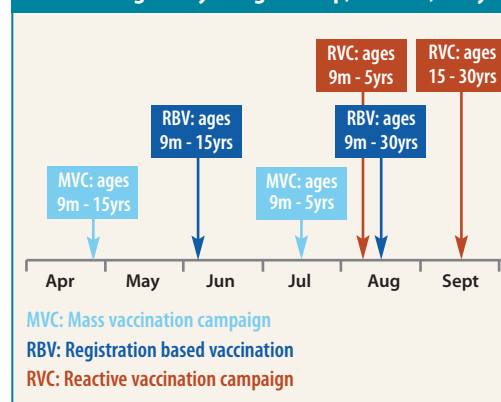 RVC: ages
9m - 5yrs
RVC: ages
15 - 30yrs
RBV: ages
9m - 15yrs
RBV: ages
9m - 30yrs
MVC: ages
9m - 15yrs
MVC: ages
9m - 5yrs
Apr May Jun Jul Aug Sept
MVC: Mass vaccination campaign
RBV: Registration based vaccination
RVC: Reactive vaccination campaign